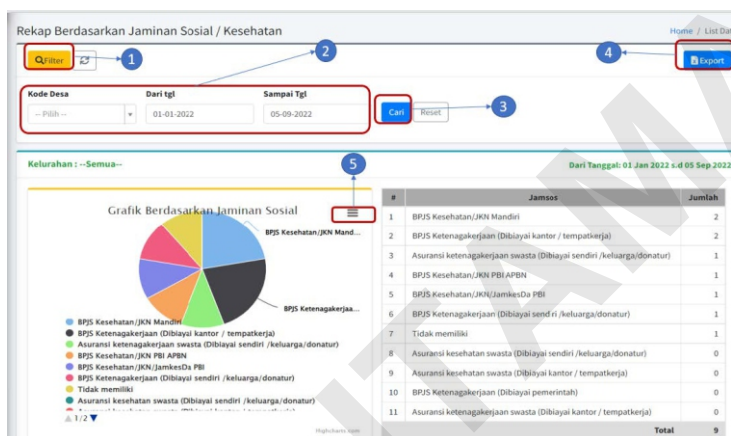 Rekap Berdasarkan Jaminan Sosial / Kesehatan
Home / List Dat
Filter
1
2
4
Export
Kode Desa
Dari tgl
Sampai Tgl
-- Pilih --
01-01-2022
05-09-2022
Cari
Reset
3
Kelurahan : --Semua--
5
Dari Tanggal: 01 Jan 2022 s.d 05 Sep 2022
Grafik Berdasarkan Jaminan Sosial
BPJS Kesehatan/JKN Mand...
BPJS Ketenagakerjaa...
BPJS Kesehatan/JKN Mandiri
BPJS Ketenagakerjaan (Dibiayai kantor / tempatkerja)
Asuransi ketenagakerjaan swasta (Dibiayai sendiri /keluarga/donatur)
BPJS Kesehatan/JKN PBI APBN
BPJS Kesehatan/JKN/JamkesDa PBI
BPJS Ketenagakerjaan (Dibiayai sendiri /keluarga/donatur)
Tidak memiliki
Asuransi kesehatan swasta (Dibiayai sendiri /keluarga/donatur)
1/2
Highcharts.com
# Jamsos Jumlah
1 BPJS Kesehatan/JKN Mandiri 2
2 BPJS Ketenagakerjaan (Dibiayai kantor / tempatkerja) 2
3 Asuransi ketenagakerjaan swasta (Dibiayai sendiri /keluarga/donatur) 1
4 BPJS Kesehatan/JKN PBI APBN 1
5 BPJS Kesehatan/JKN/JamkesDa PBI 1
6 BPJS Ketenagakerjaan (Dibiayai sendiri /keluarga/donatur) 1
7 Tidak memiliki 1
8 Asuransi kesehatan swasta (Dibiayai sendiri /keluarga/donatur) 0
9 Asuransi kesehatan swasta (Dibiayai kantor / tempatkerja) 0
10 BPJS Ketenagakerjaan (Dibiayai pemerintah) 0
11 Asuransi ketenagakerjaan swasta (Dibiayai kantor / tempatkerja) 0
Total 9